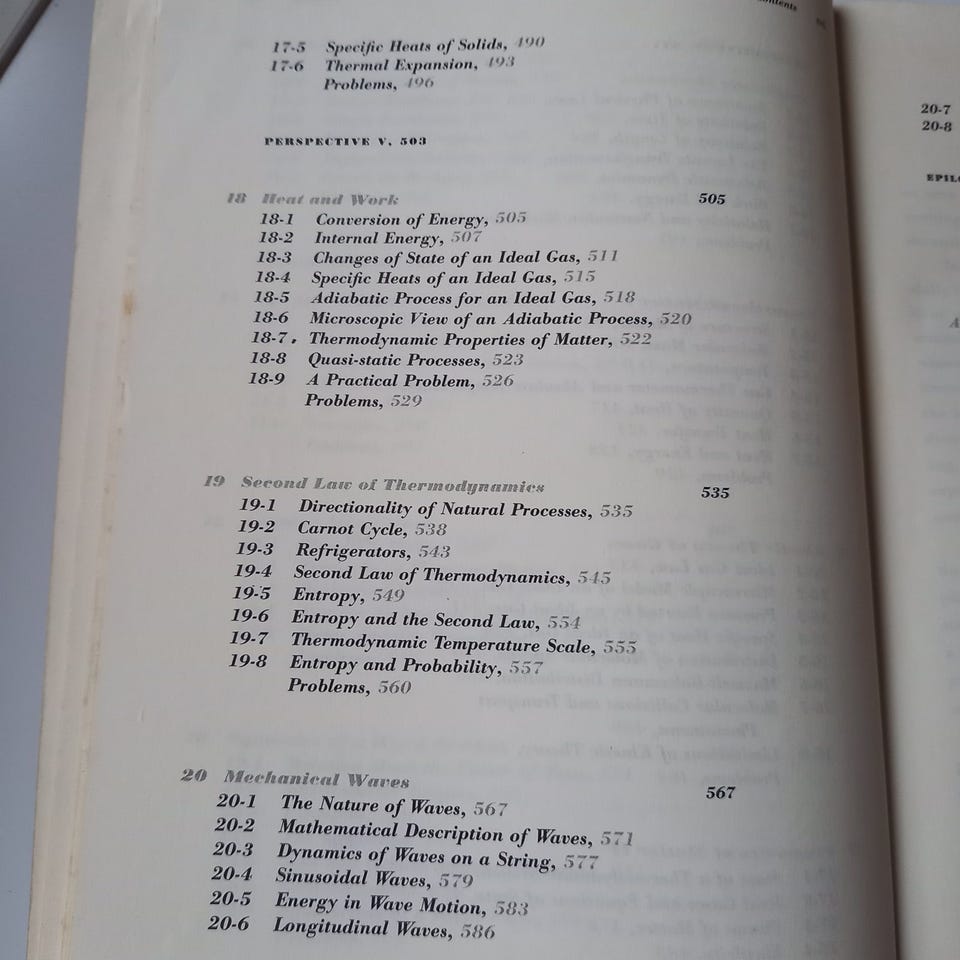 Contents
17-5 Specific Heats of Solids, 490
17-6 Thermal Expansion, 493
Problems, 496
PERSPECTIVE V, 503
18 Heat and Work 505
18-1 Conversion of Energy, 505
18-2 Internal Energy, 507
18-3 Changes of State of an Ideal Gas, 511
18-4 Specific Heats of an Ideal Gas, 515
18-5 Adiabatic Process for an Ideal Gas, 518
18-6 Microscopic View of an Adiabatic Process, 520
18-7 Thermodynamic Properties of Matter, 522
18-8 Quasi-static Processes, 523
18-9 A Practical Problem, 526
Problems, 529
19 Second Law of Thermodynamics 535
19-1 Directionality of Natural Processes, 535
19-2 Carnot Cycle, 538
19-3 Refrigerators, 543
19-4 Second Law of Thermodynamics, 545
19-5 Entropy, 549
19-6 Entropy and the Second Law, 554
19-7 Thermodynamic Temperature Scale, 555
19-8 Entropy and Probability, 557
Problems, 560
20 Mechanical Waves 567
20-1 The Nature of Waves, 567
20-2 Mathematical Description of Waves, 571
20-3 Dynamics of Waves on a String, 577
20-4 Sinusoidal Waves, 579
20-5 Energy in Wave Motion, 583
20-6 Longitudinal Waves, 586
20-7
20-8